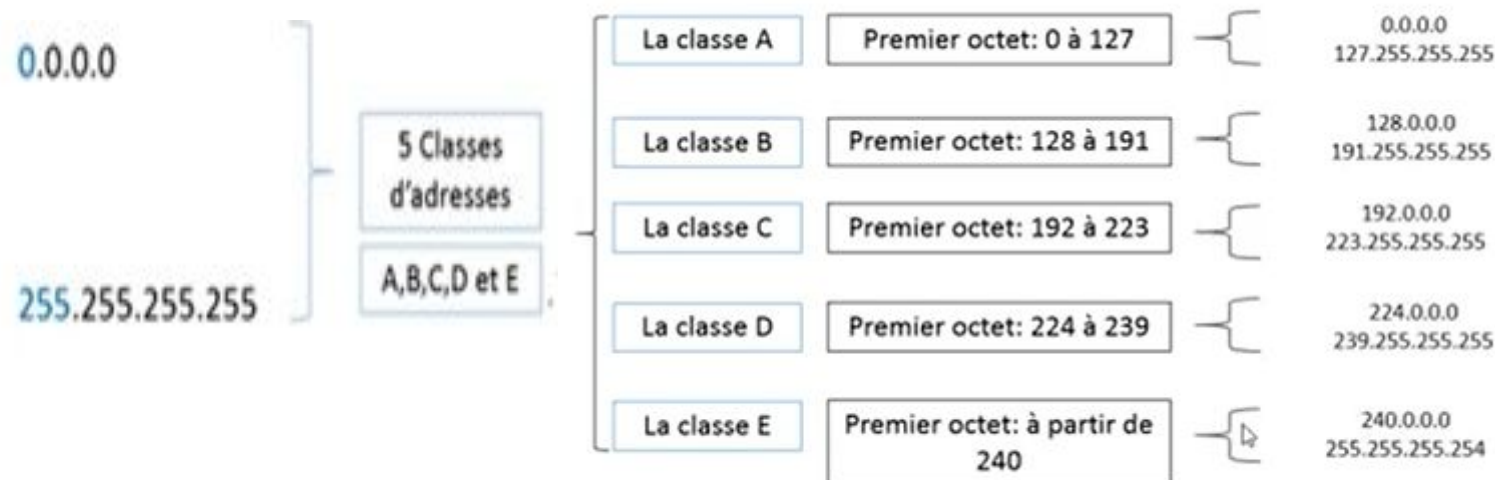 0.0.0.0
255.255.255.255
5 Classes
d'adresses
A,B,C,D et E
La classe A
Premier octet: 0 à 127
0.0.0.0
127.255.255.255
La classe B
Premier octet: 128 à 191
128.0.0.0
191.255.255.255
La classe C
Premier octet: 192 à 223
192.0.0.0
223.255.255.255
La classe D
Premier octet: 224 à 239
224.0.0.0
239.255.255.255
La classe E
Premier octet: à partir de
240
240.0.0.0
255.255.255.254